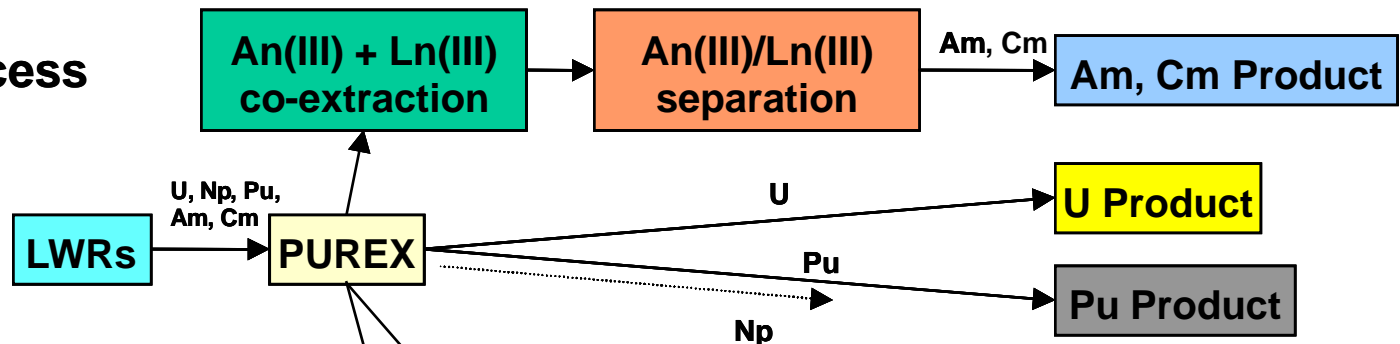 An(III) + Ln(III)
co-extraction
An(III)/Ln(III)
separation
Am, Cm
Am, Cm Product
cess
U, Np, Pu,
Am, Cm
LWRs
PUREX
U
U Product
Pu
Pu Product
Np